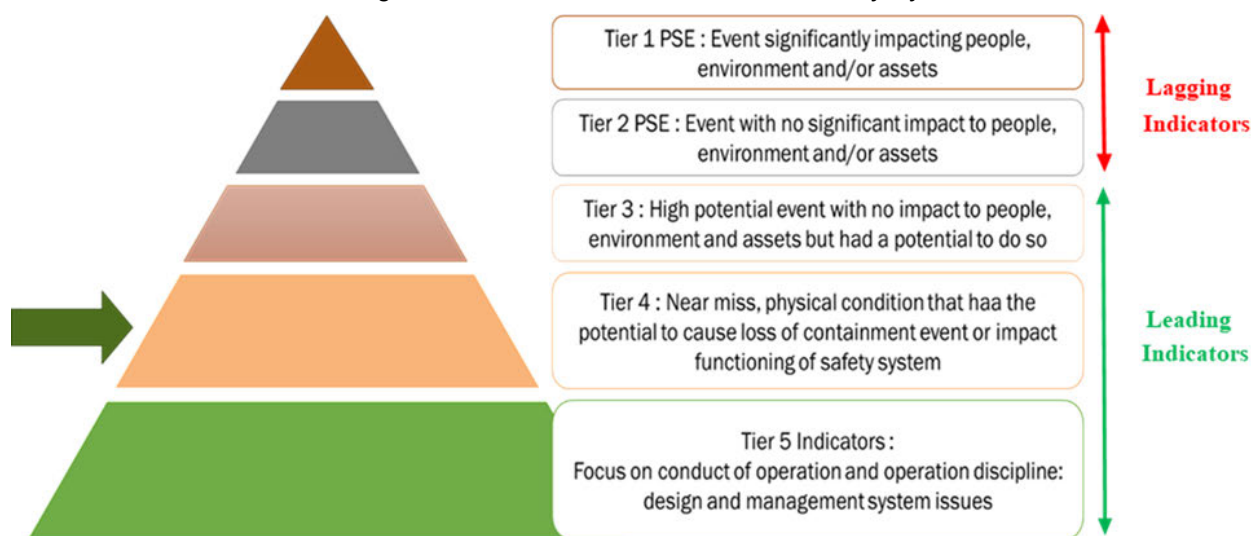 Tier 1 PSE : Event significantly impacting people,
environment and/or assets
Lagging
Indicators
Tier 2 PSE : Event with no significant impact to people,
environment and/or assets
Tier 3 : High potential event with no impact to people,
environment and assets but had a potential to do so
Tier 4 : Near miss, physical condition that haa the
potential to cause loss of containment event or impact
functioning of safety system
Leading
Indicators
Tier 5 Indicators :
Focus on conduct of operation and operation discipline:
design and management system issues